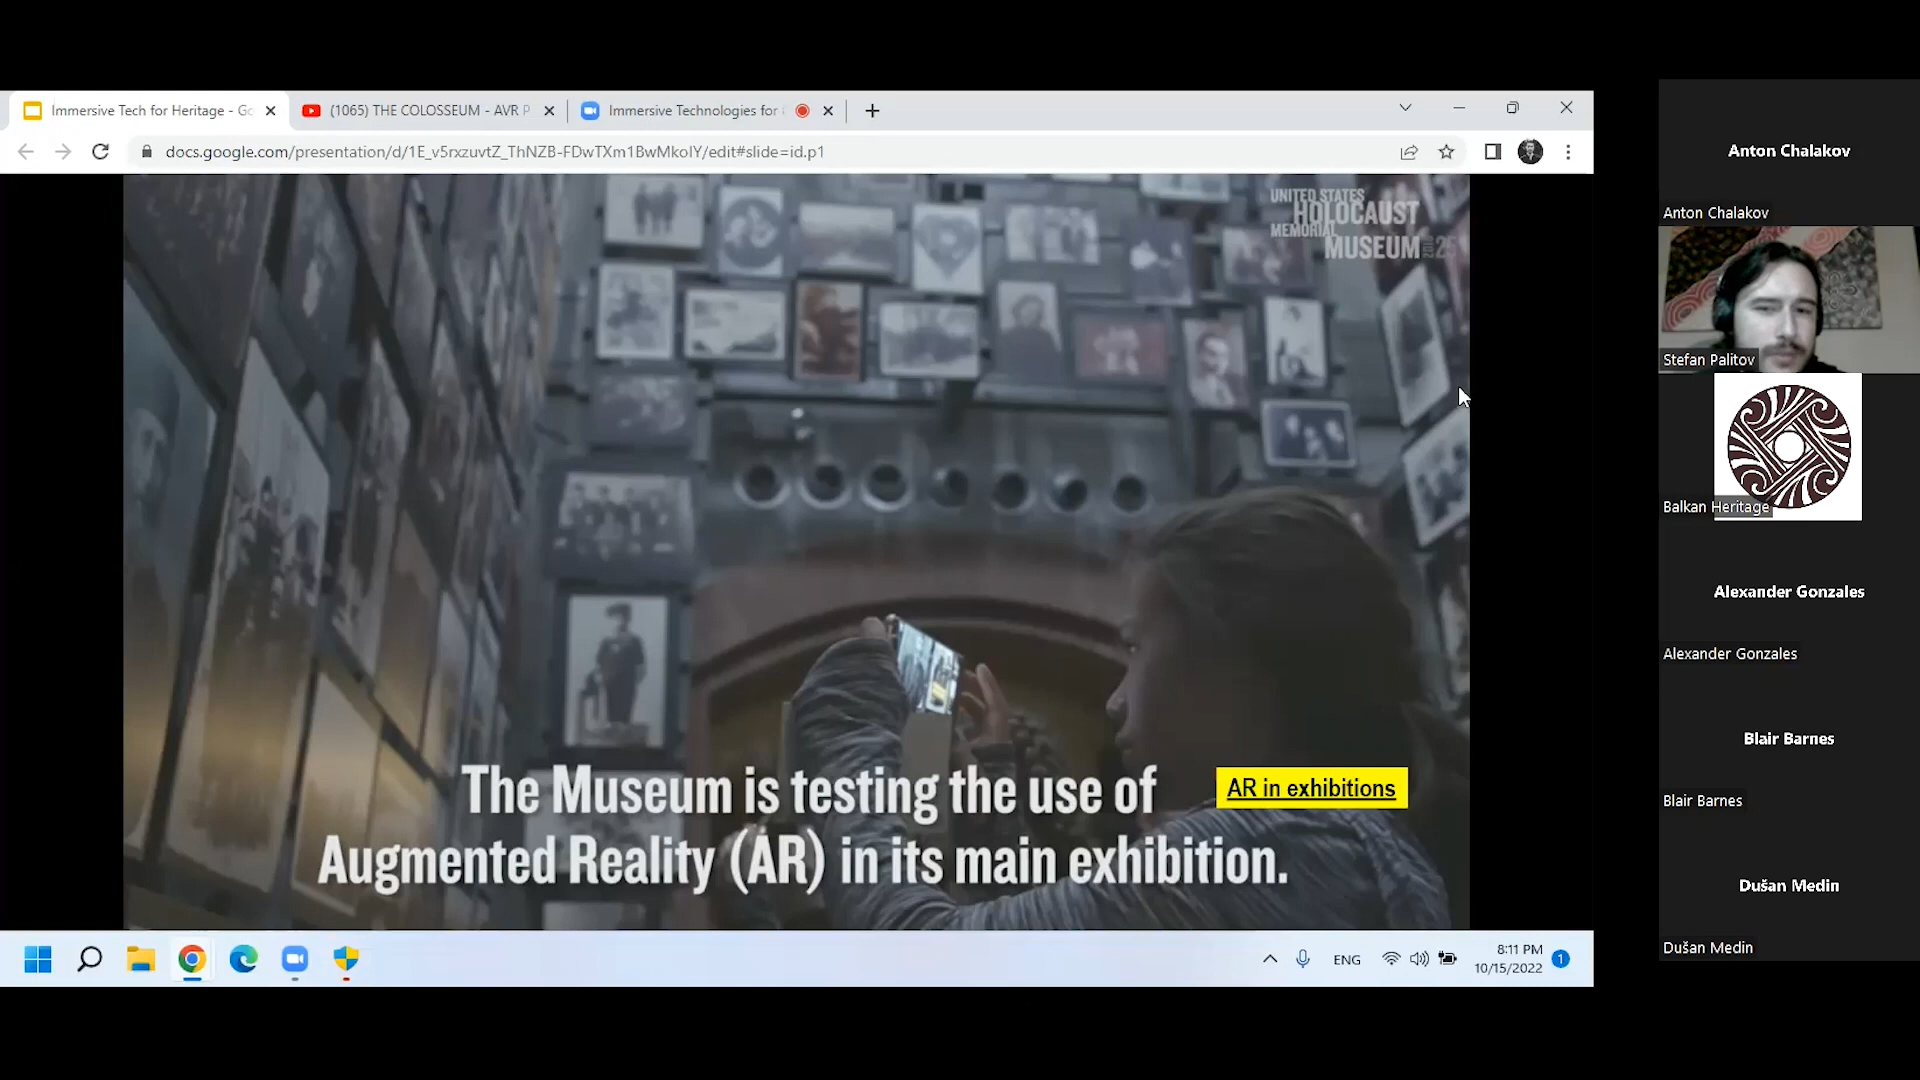 Immersive Tech for Heritage - Go
(1065) THE COLOSSEUM - AVR P
Immersive Technologies for
docs.google.com/presentation/d/1E_v5rxzuvtZ_ThNZB-FDwTXm1BwMkolY/edit#slide=id.p1
UNITED STATES
HOLOCAUST
MEMORIAL
MUSEUM
AR in exhibitions
The Museum is testing the use of
Augmented Reality (AR) in its main exhibition.
ENG
8:11 PM
10/15/2022
1
Anton Chalakov
Anton Chalakov
Stefan Palitov
Balkan Heritage
Alexander Gonzales
Alexander Gonzales
Blair Barnes
Blair Barnes
Dušan Medin
Dušan Medin